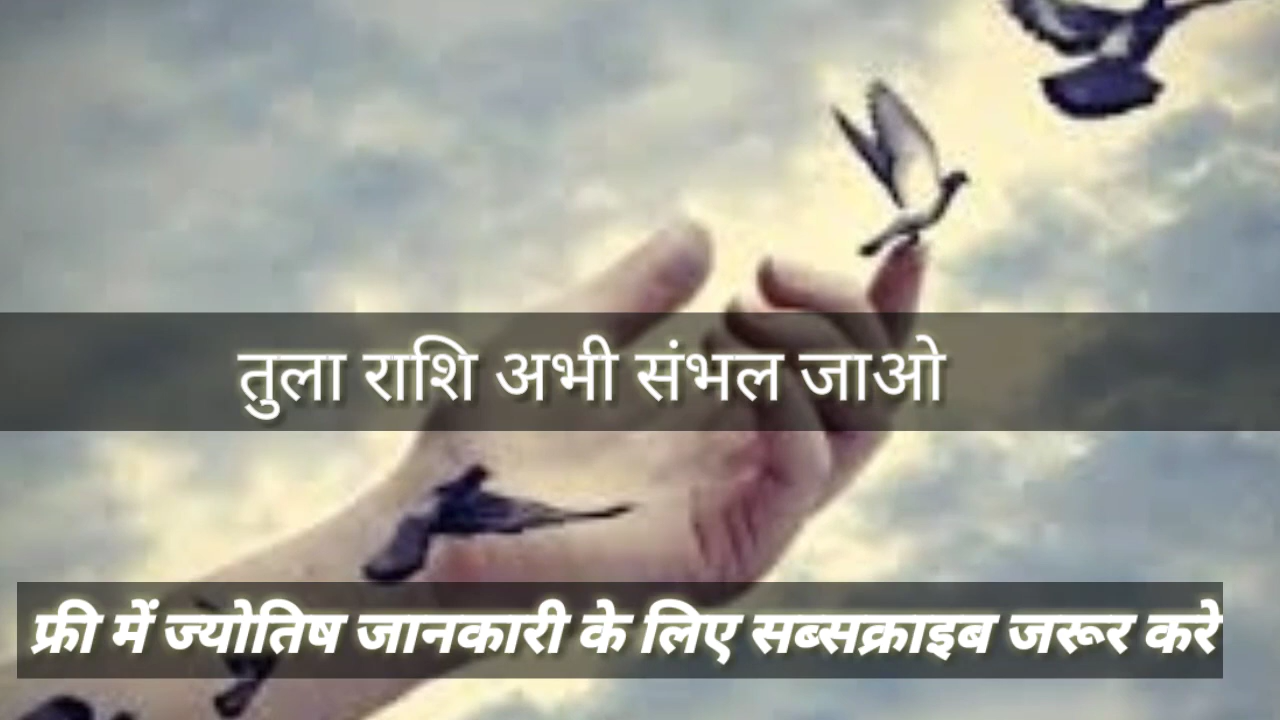 तुला राशि अभी संभल जाओ
फ्री में ज्योतिष जानकारी के लिए सब्सक्राइब जरूर करे